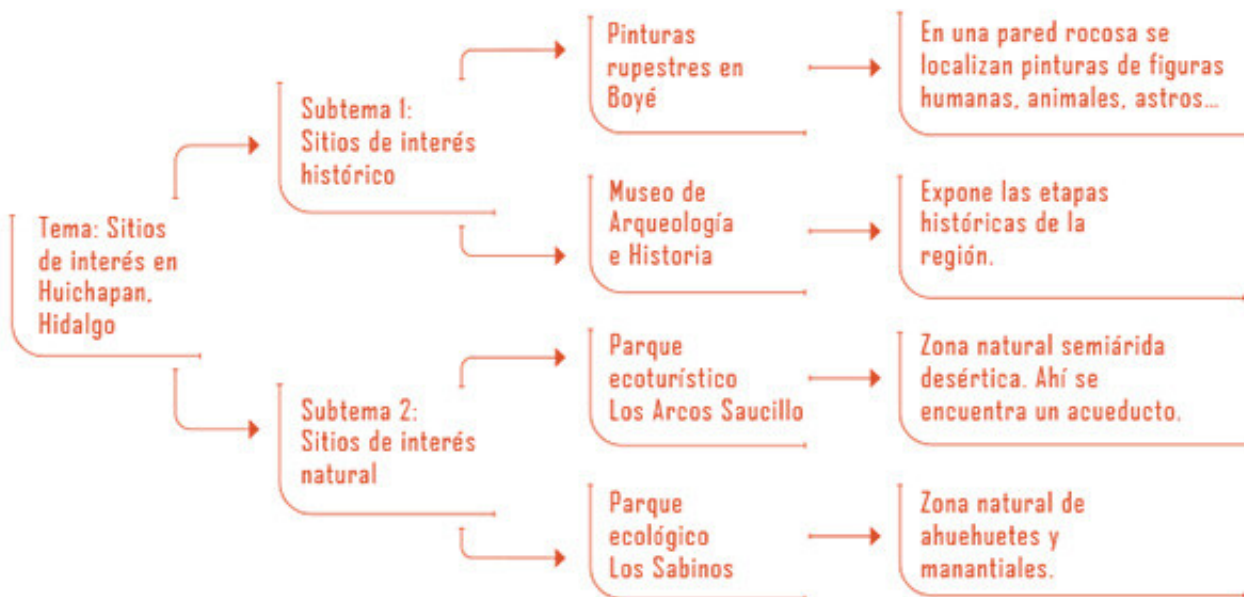 Tema: Sitios
de interés en
Huichapan,
Hidalgo
Subtema 1:
Sitios de interés
histórico
Pinturas
rupestres en
Boyé
En una pared rocosa se
localizan pinturas de figuras
humanas, animales, astros...
Museo de
Arqueología
e Historia
Expone las etapas
históricas de la
región.
Subtema 2:
Sitios de interés
natural
Parque
ecoturístico
Los Arcos Saucillo
Zona natural semiárida
desértica. Ahí se
encuentra un acueducto.
Parque
ecológico
Los Sabinos
Zona natural de
ahuehuetes y
manantiales.